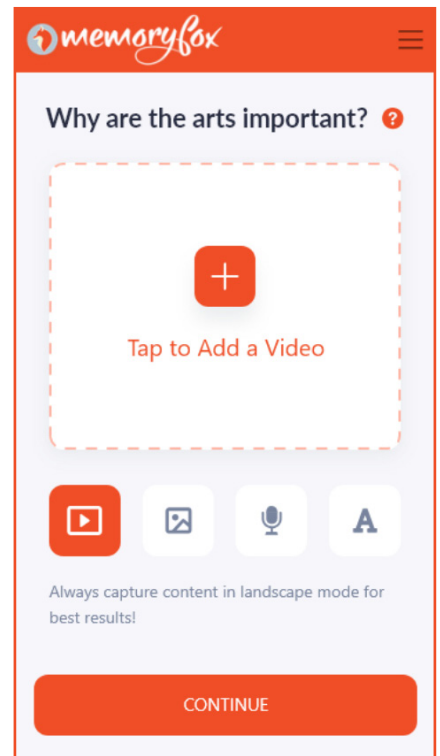 memoryfox
Why are the arts important? ?
Tap to Add a Video
A
Always capture content in landscape mode for
best results!
CONTINUE